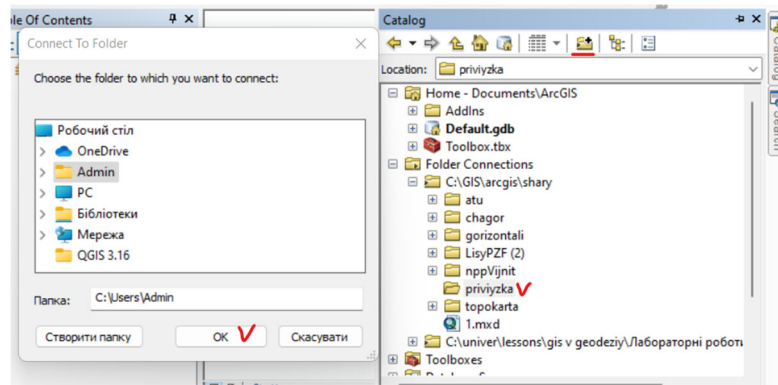 le Of Contents
Connect To Folder
Choose the folder to which you want to connect:
Робочий стіл
OneDrive
Admin
PC
Бібліотеки
Мережа
QGIS 3.16
Папка:
C:\Users\Admin
Створити папку
ОК
Скасувати
Catalog
Location:
priviyzka
Home - Documents\ArcGIS
AddIns
Default.gdb
Toolbox.tbx
Folder Connections
C:\GIS\arcgis\shary
atu
chagor
gorizontali
LisyPZF (2)
nppVijnit
priviyzka
topokarta
1.mxd
C:\univer\lessons\gis v geodeziy\Лабораторні роботи
Toolboxes
Catalog
Search